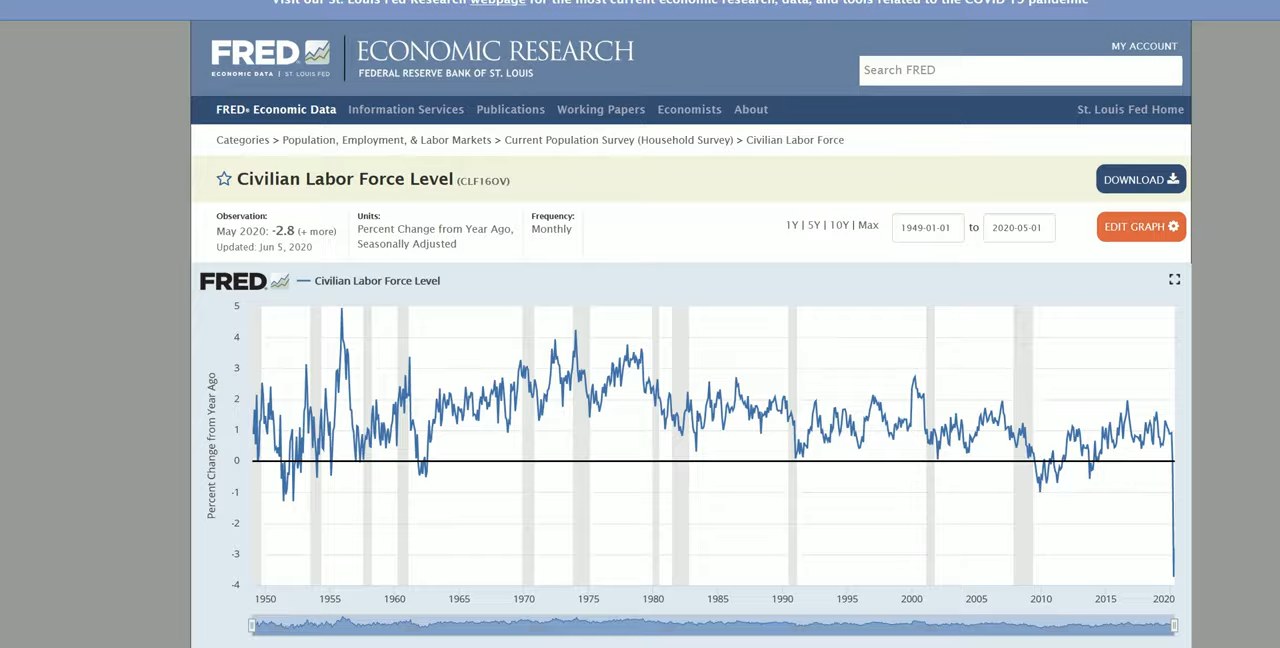 Visit our St. Louis Fed Research webpage for the most current economic research, data, and tools related to the COVID-19 pandemic
FRED
ECONOMIC DATA | ST. LOUIS FED
ECONOMIC RESEARCH
FEDERAL RESERVE BANK OF ST. LOUIS
MY ACCOUNT
Search FRED
FRED® Economic Data Information Services Publications Working Papers Economists About St. Louis Fed Home
Categories > Population, Employment, & Labor Markets > Current Population Survey (Household Survey) > Civilian Labor Force
Civilian Labor Force Level (CLF16OV)
DOWNLOAD
Observation:
May 2020: -2.8 (+ more)
Updated: Jun 5, 2020
Units:
Percent Change from Year Ago,
Seasonally Adjusted
Frequency:
Monthly
1Y | 5Y | 10Y | Max
1949-01-01 to 2020-05-01
EDIT GRAPH
FRED
Civilian Labor Force Level
Percent Change from Year Ago
5
4
3
2
1
0
-1
-2
-3
-4
1950 1955 1960 1965 1970 1975 1980 1985 1990 1995 2000 2005 2010 2015 2020